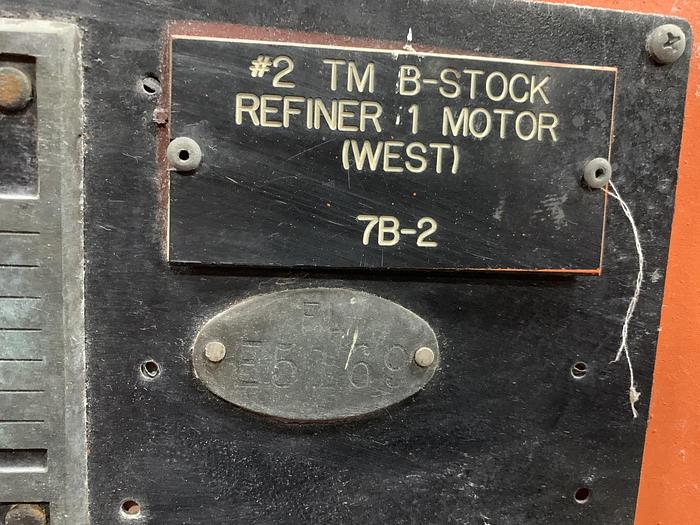 #2 TM B-STOCK
REFINER 1 MOTOR
(WEST)
7B-2